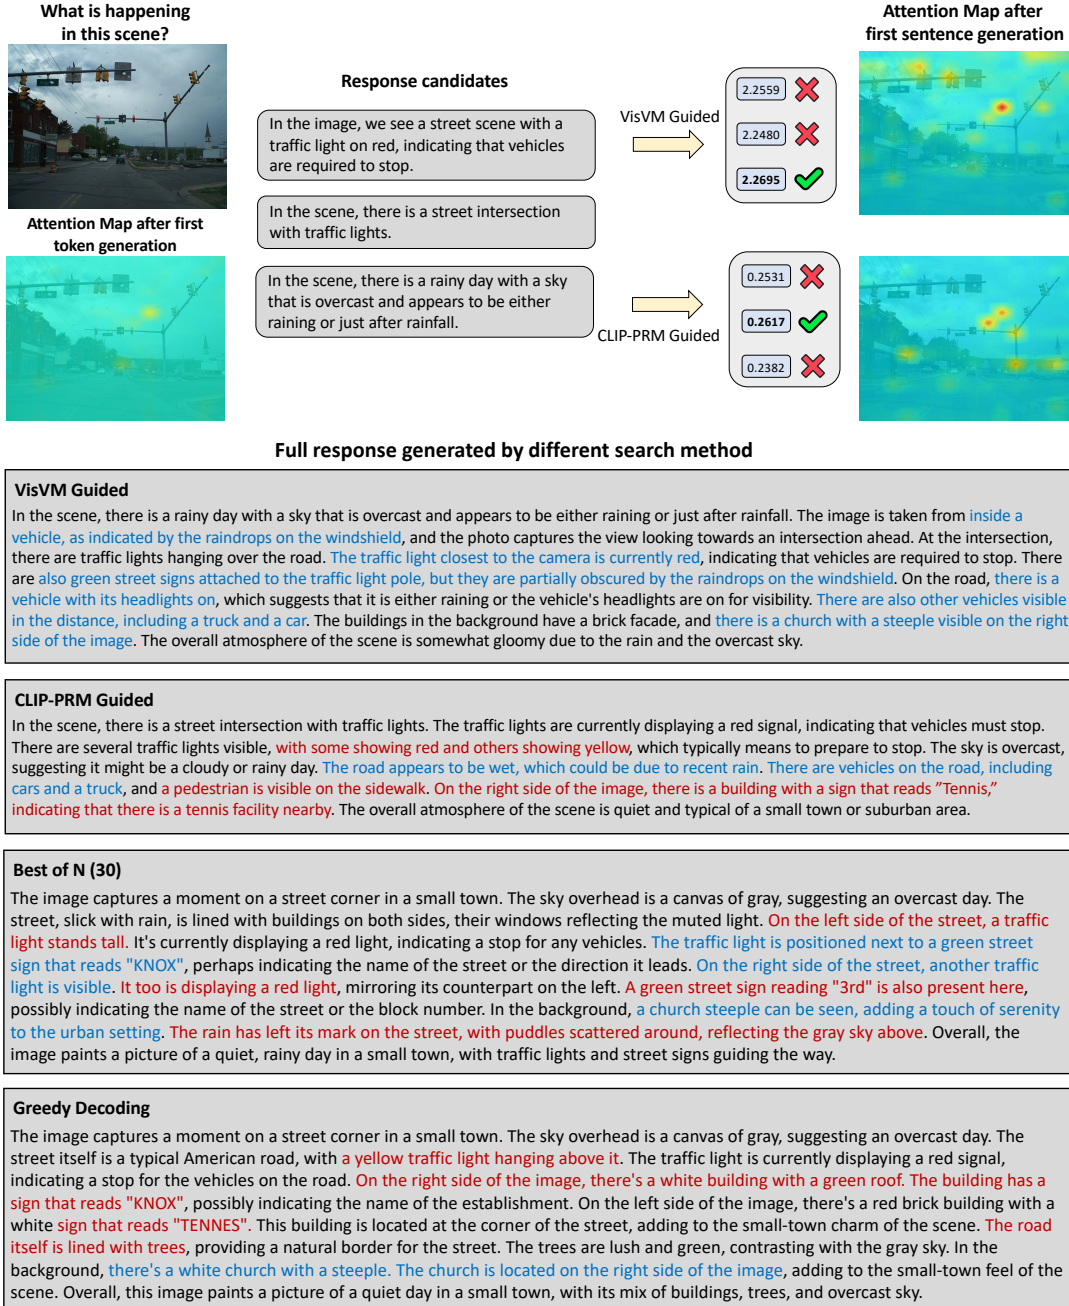 What is happening
in this scene?
Attention Map after
first sentence generation
Response candidates
In the image, we see a street scene with a
traffic light on red, indicating that vehicles
are required to stop.
In the scene, there is a street intersection
with traffic lights.
In the scene, there is a rainy day with a sky
that is overcast and appears to be either
raining or just after rainfall.
VisVM Guided
2.2559
2.2480
2.2695
Attention Map after first
token generation
CLIP-PRM Guided
0.2531
0.2617
0.2382
Full response generated by different search method
VisVM Guided
In the scene, there is a rainy day with a sky that is overcast and appears to be either raining or just after rainfall. The image is taken from inside a
vehicle, as indicated by the raindrops on the windshield, and the photo captures the view looking towards an intersection ahead. At the intersection,
there are traffic lights hanging over the road. The traffic light closest to the camera is currently red, indicating that vehicles are required to stop. There
are also green street signs attached to the traffic light pole, but they are partially obscured by the raindrops on the windshield. On the road, there is a
vehicle with its headlights on, which suggests that it is either raining or the vehicle's headlights are on for visibility. There are also other vehicles visible
in the distance, including a truck and a car. The buildings in the background have a brick facade, and there is a church with a steeple visible on the right
side of the image. The overall atmosphere of the scene is somewhat gloomy due to the rain and the overcast sky.
CLIP-PRM Guided
In the scene, there is a street intersection with traffic lights. The traffic lights are currently displaying a red signal, indicating that vehicles must stop.
There are several traffic lights visible, with some showing red and others showing yellow, which typically means to prepare to stop. The sky is overcast,
suggesting it might be a cloudy or rainy day. The road appears to be wet, which could be due to recent rain. There are vehicles on the road, including
cars and a truck, and a pedestrian is visible on the sidewalk. On the right side of the image, there is a building with a sign that reads ”Tennis,”
indicating that there is a tennis facility nearby. The overall atmosphere of the scene is quiet and typical of a small town or suburban area.
Best of N (30)
The image captures a moment on a street corner in a small town. The sky overhead is a canvas of gray, suggesting an overcast day. The
street, slick with rain, is lined with buildings on both sides, their windows reflecting the muted light. On the left side of the street, a traffic
light stands tall. It's currently displaying a red light, indicating a stop for any vehicles. The traffic light is positioned next to a green street
sign that reads "KNOX", perhaps indicating the name of the street or the direction it leads. On the right side of the street, another traffic
light is visible. It too is displaying a red light, mirroring its counterpart on the left. A green street sign reading "3rd" is also present here,
possibly indicating the name of the street or the block number. In the background, a church steeple can be seen, adding a touch of serenity
to the urban setting. The rain has left its mark on the street, with puddles scattered around, reflecting the gray sky above. Overall, the
image paints a picture of a quiet, rainy day in a small town, with traffic lights and street signs guiding the way.
Greedy Decoding
The image captures a moment on a street corner in a small town. The sky overhead is a canvas of gray, suggesting an overcast day. The
street itself is a typical American road, with a yellow traffic light hanging above it. The traffic light is currently displaying a red signal,
indicating a stop for the vehicles on the road. On the right side of the image, there's a white building with a green roof. The building has a
sign that reads "KNOX", possibly indicating the name of the establishment. On the left side of the image, there's a red brick building with a
white sign that reads "TENNES". This building is located at the corner of the street, adding to the small-town charm of the scene. The road
itself is lined with trees, providing a natural border for the street. The trees are lush and green, contrasting with the gray sky. In the
background, there's a white church with a steeple. The church is located on the right side of the image, adding to the small-town feel of the
scene. Overall, this image paints a picture of a quiet day in a small town, with its mix of buildings, trees, and overcast sky.